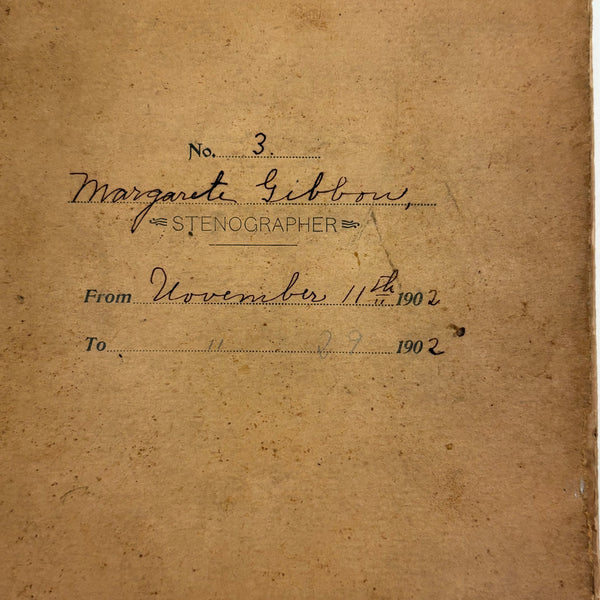 No. 3.
Margarete Gibbon,
STENOGRAPHER
From November 11th 1902
To " 29 1902